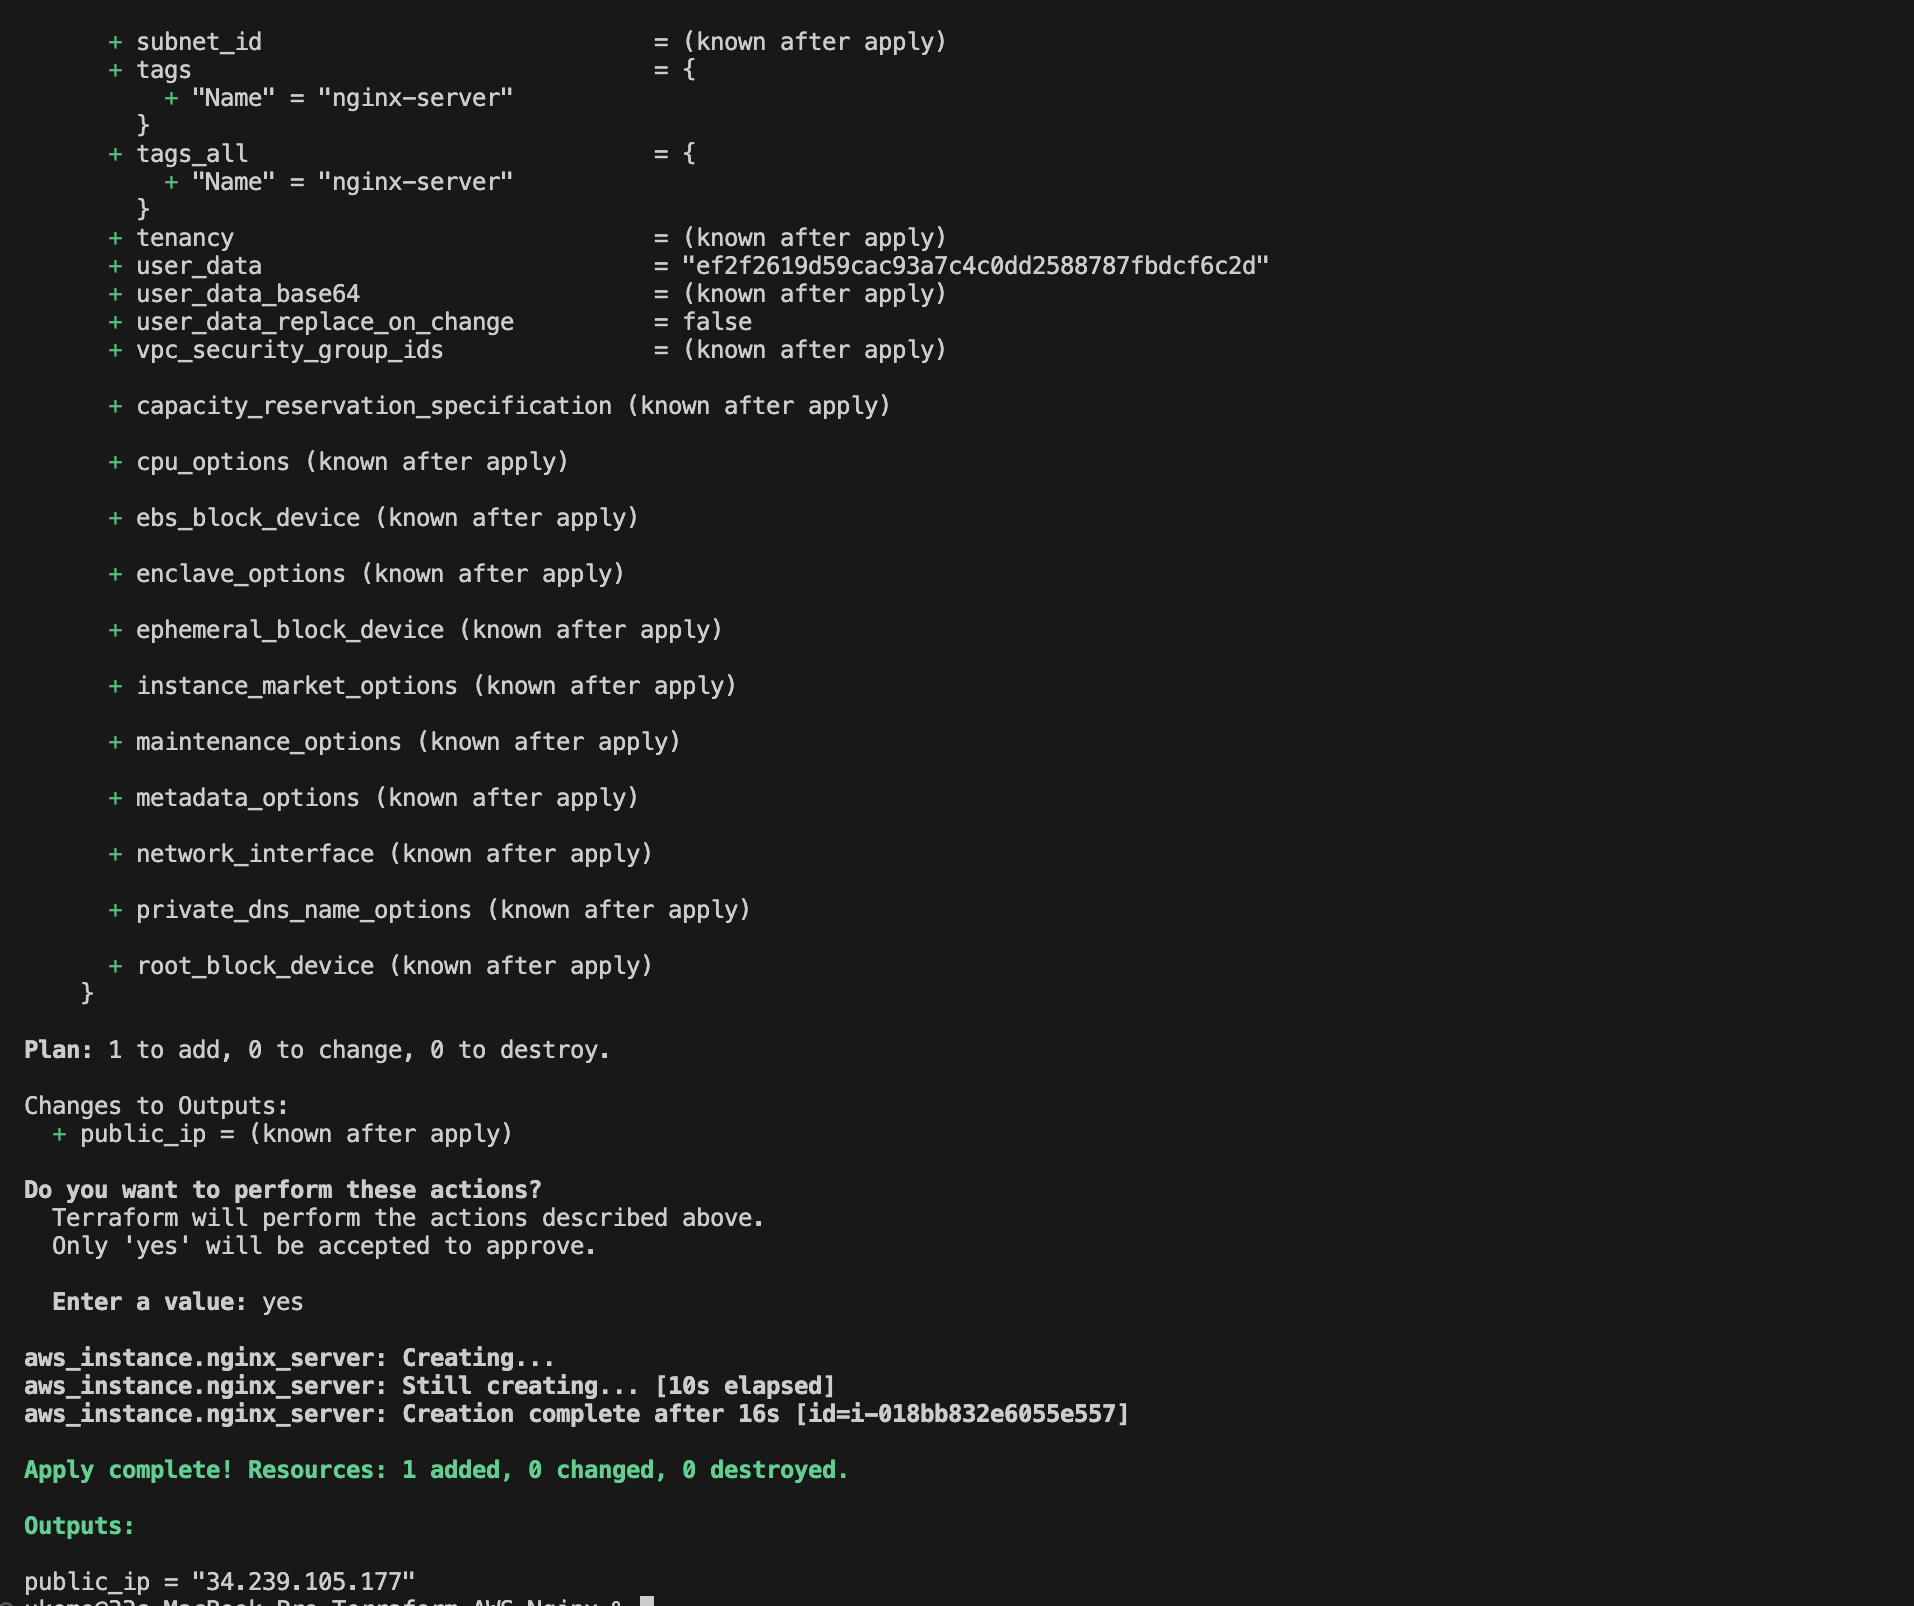 + subnet_id = (known after apply)
+ tags = {
+ "Name" = "nginx-server"
}
+ tags_all = {
+ "Name" = "nginx-server"
}
+ tenancy = (known after apply)
+ user_data = "ef2f2619d59cac93a7c4c0dd2588787fbdcf6c2d"
+ user_data_base64 = (known after apply)
+ user_data_replace_on_change = false
+ vpc_security_group_ids = (known after apply)
+ capacity_reservation_specification (known after apply)
+ cpu_options (known after apply)
+ ebs_block_device (known after apply)
+ enclave_options (known after apply)
+ ephemeral_block_device (known after apply)
+ instance_market_options (known after apply)
+ maintenance_options (known after apply)
+ metadata_options (known after apply)
+ network_interface (known after apply)
+ private_dns_name_options (known after apply)
+ root_block_device (known after apply)
}
Plan: 1 to add, 0 to change, 0 to destroy.
Changes to Outputs:
+ public_ip = (known after apply)
Do you want to perform these actions?
Terraform will perform the actions described above.
Only 'yes' will be accepted to approve.
Enter a value: yes
aws_instance.nginx_server: Creating...
aws_instance.nginx_server: Still creating... [10s elapsed]
aws_instance.nginx_server: Creation complete after 16s [id=i-018bb832e6055e557]
Apply complete! Resources: 1 added, 0 changed, 0 destroyed.
Outputs:
public_ip = "34.239.105.177"